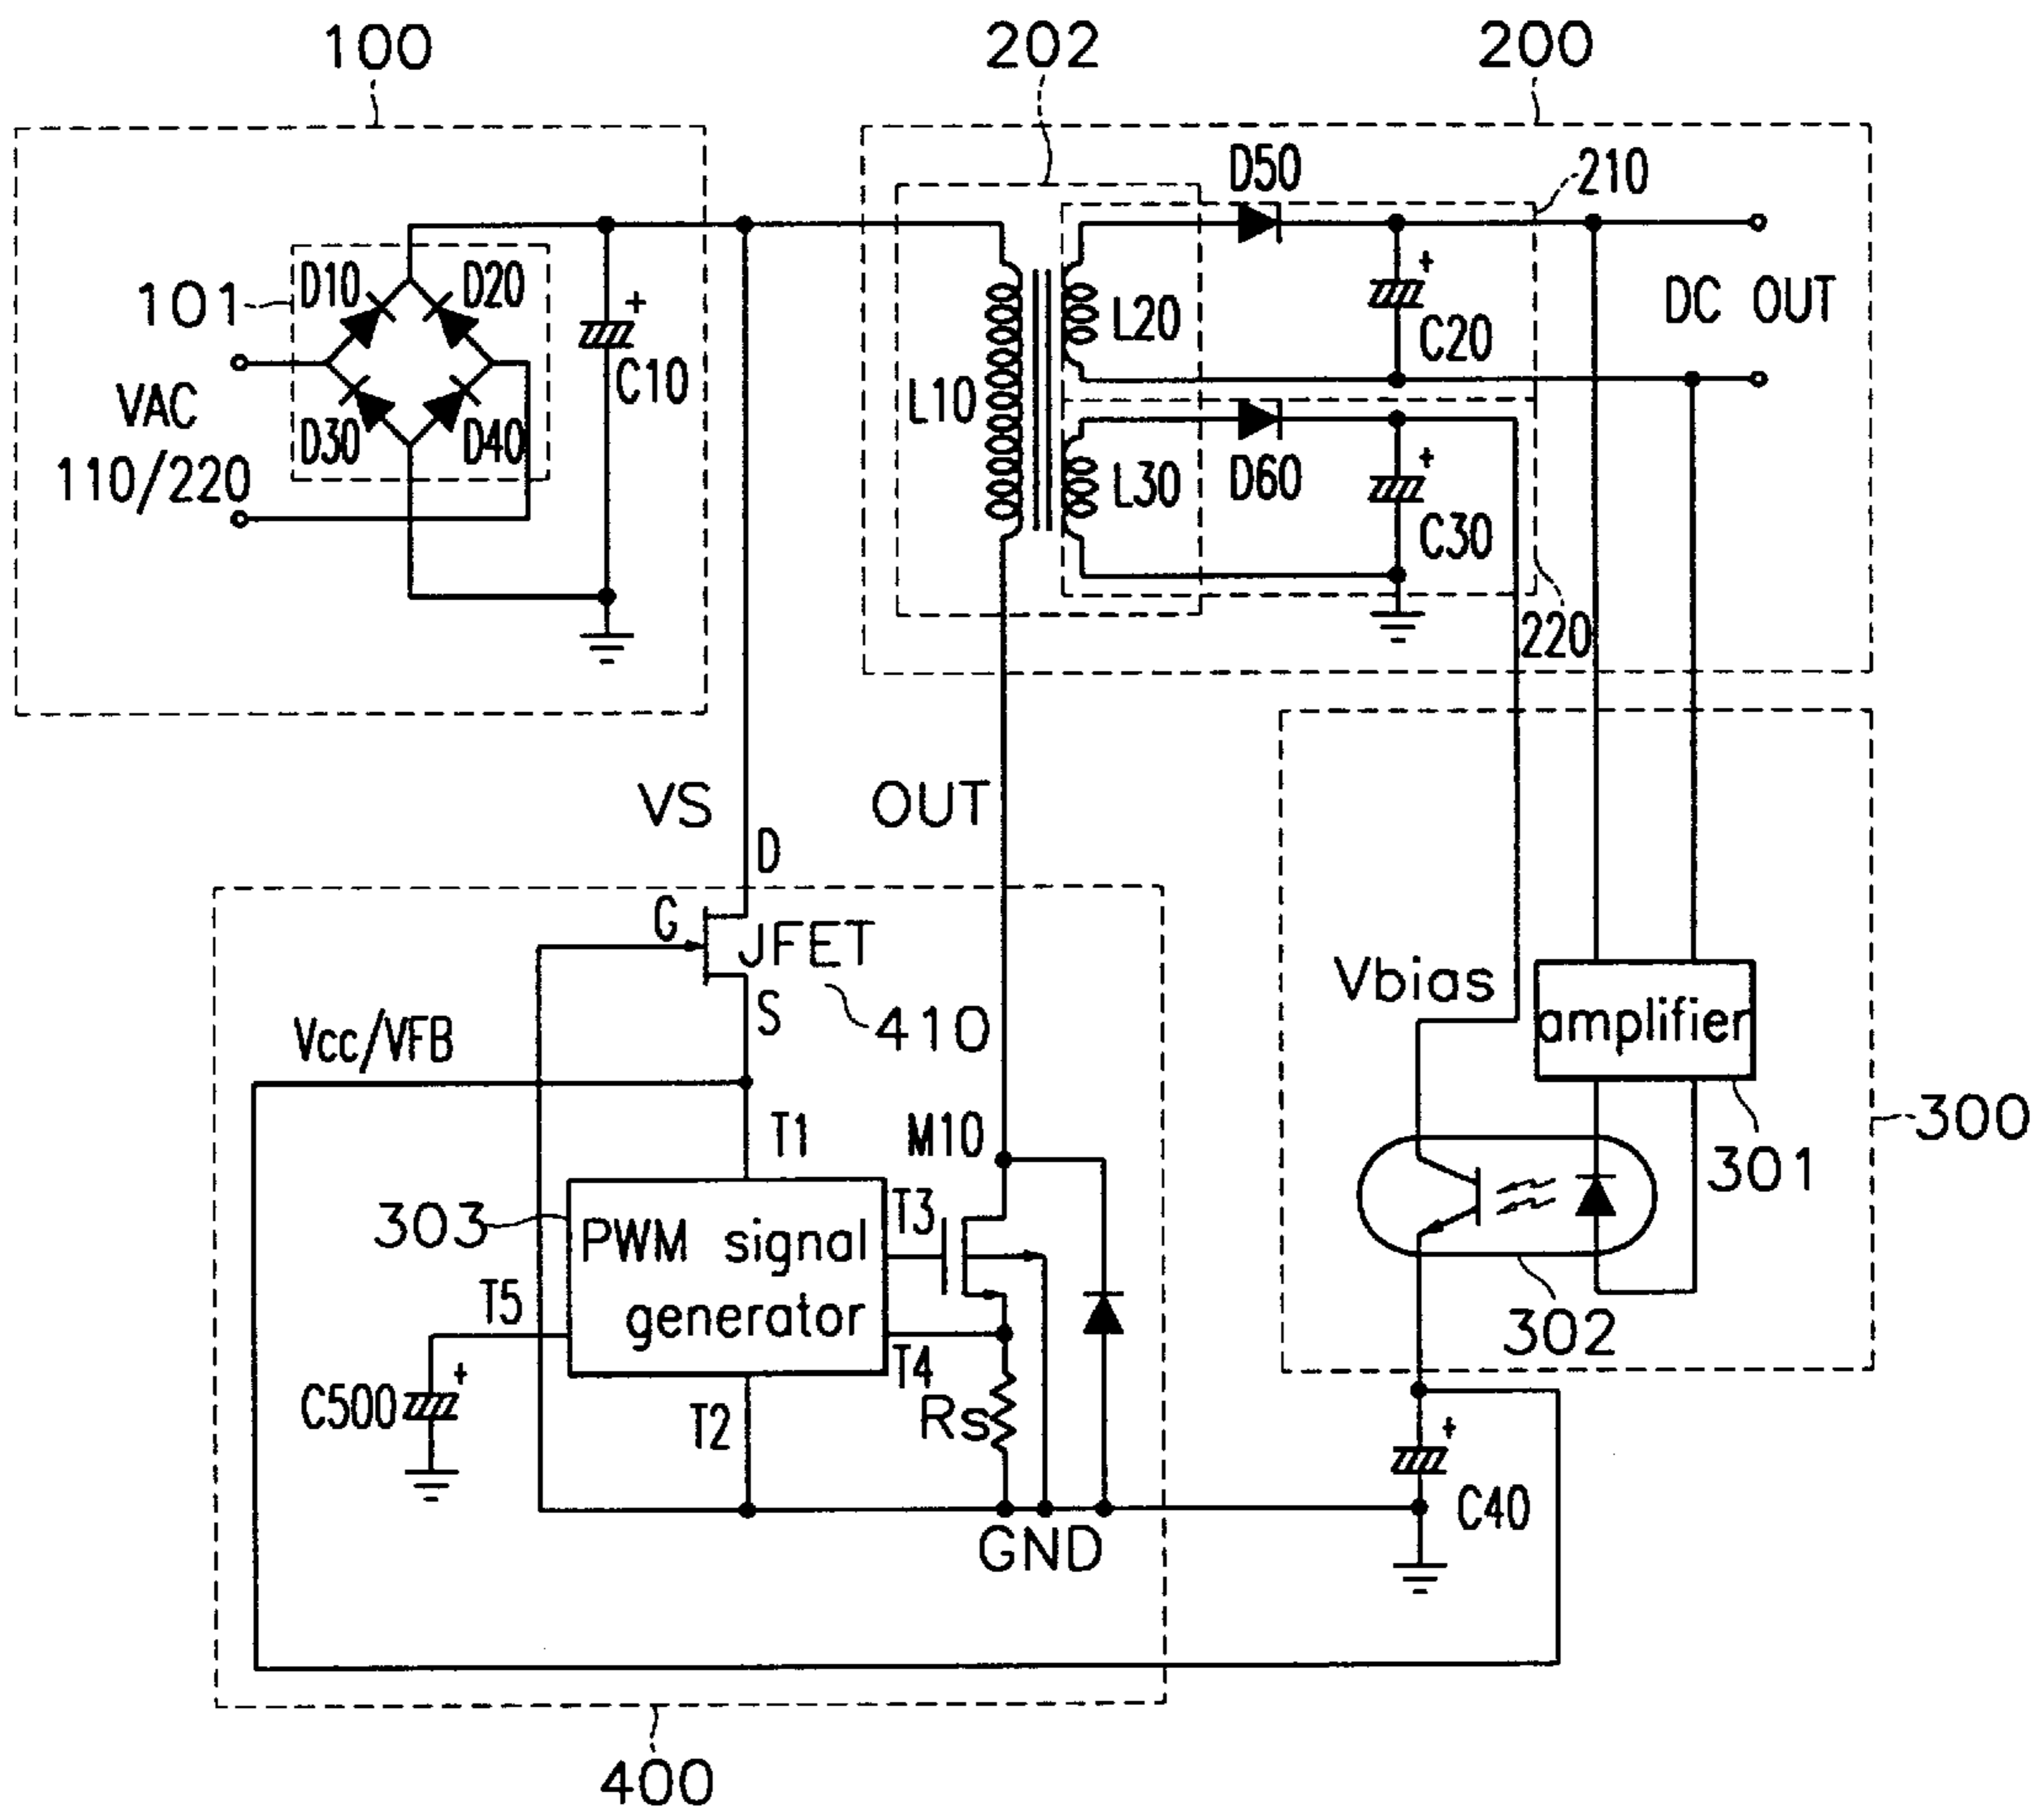 100
202
200
D50
210
101
D10
D20
+
C10
L20
+
C20
DC OUT
VAC
110/220
D30
D40
L10
L30
D60
+
C30
220
VS
OUT
D
G
JFET
S
410
Vbias
amplifier
Vcc/VFB
T1
M10
300
301
303
PWM signal
generator
T3
T5
T4
302
C500
+
T2
Rs
+
C40
GND
400